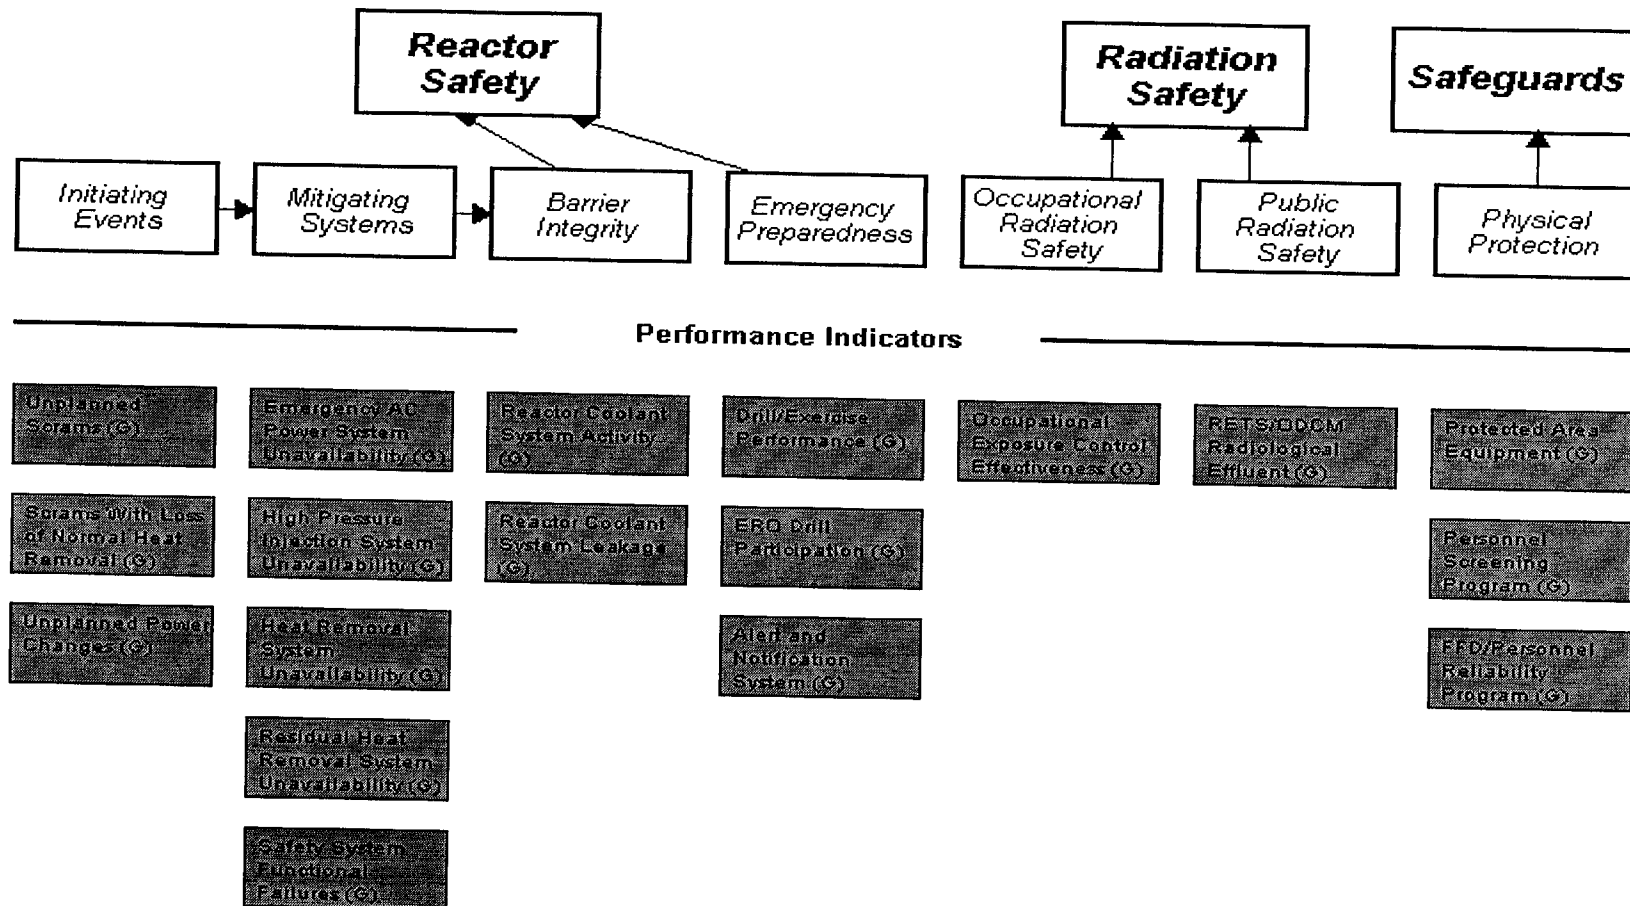 Reactor
Safety
Radiation
Safety
Safeguards
Initiating
Events
Mitigating
Systems
Barrier
Integrity
Emergency
Preparedness
Occupational
Radiation
Safety
Public
Radiation
Safety
Physical
Protection
Performance Indicators
Unplanned
Scrams (G)
Emergency AC
Power System
Unavailability (G)
Reactor Coolant
System Activity
(G)
Drill/Exercise
Performance (G)
Occupational
Exposure Control
Effectiveness (G)
RETS/ODCM
Radiological
Effluent (G)
Protected Area
Equipment (G)
Scrams With Loss
of Normal Heat
Removal (G)
High Pressure
Injection System
Unavailability (G)
Reactor Coolant
System Leakage
(G)
ERO Drill
Participation (G)
Personnel
Screening
Program (G)
Unplanned Power
Changes (G)
Heat Removal
System
Unavailability (G)
Alert and
Notification
System (G)
FFD/Personnel
Reliability
Program (G)
Residual Heat
Removal System
Unavailability (G)
Safety System
Functional
Failures (G)